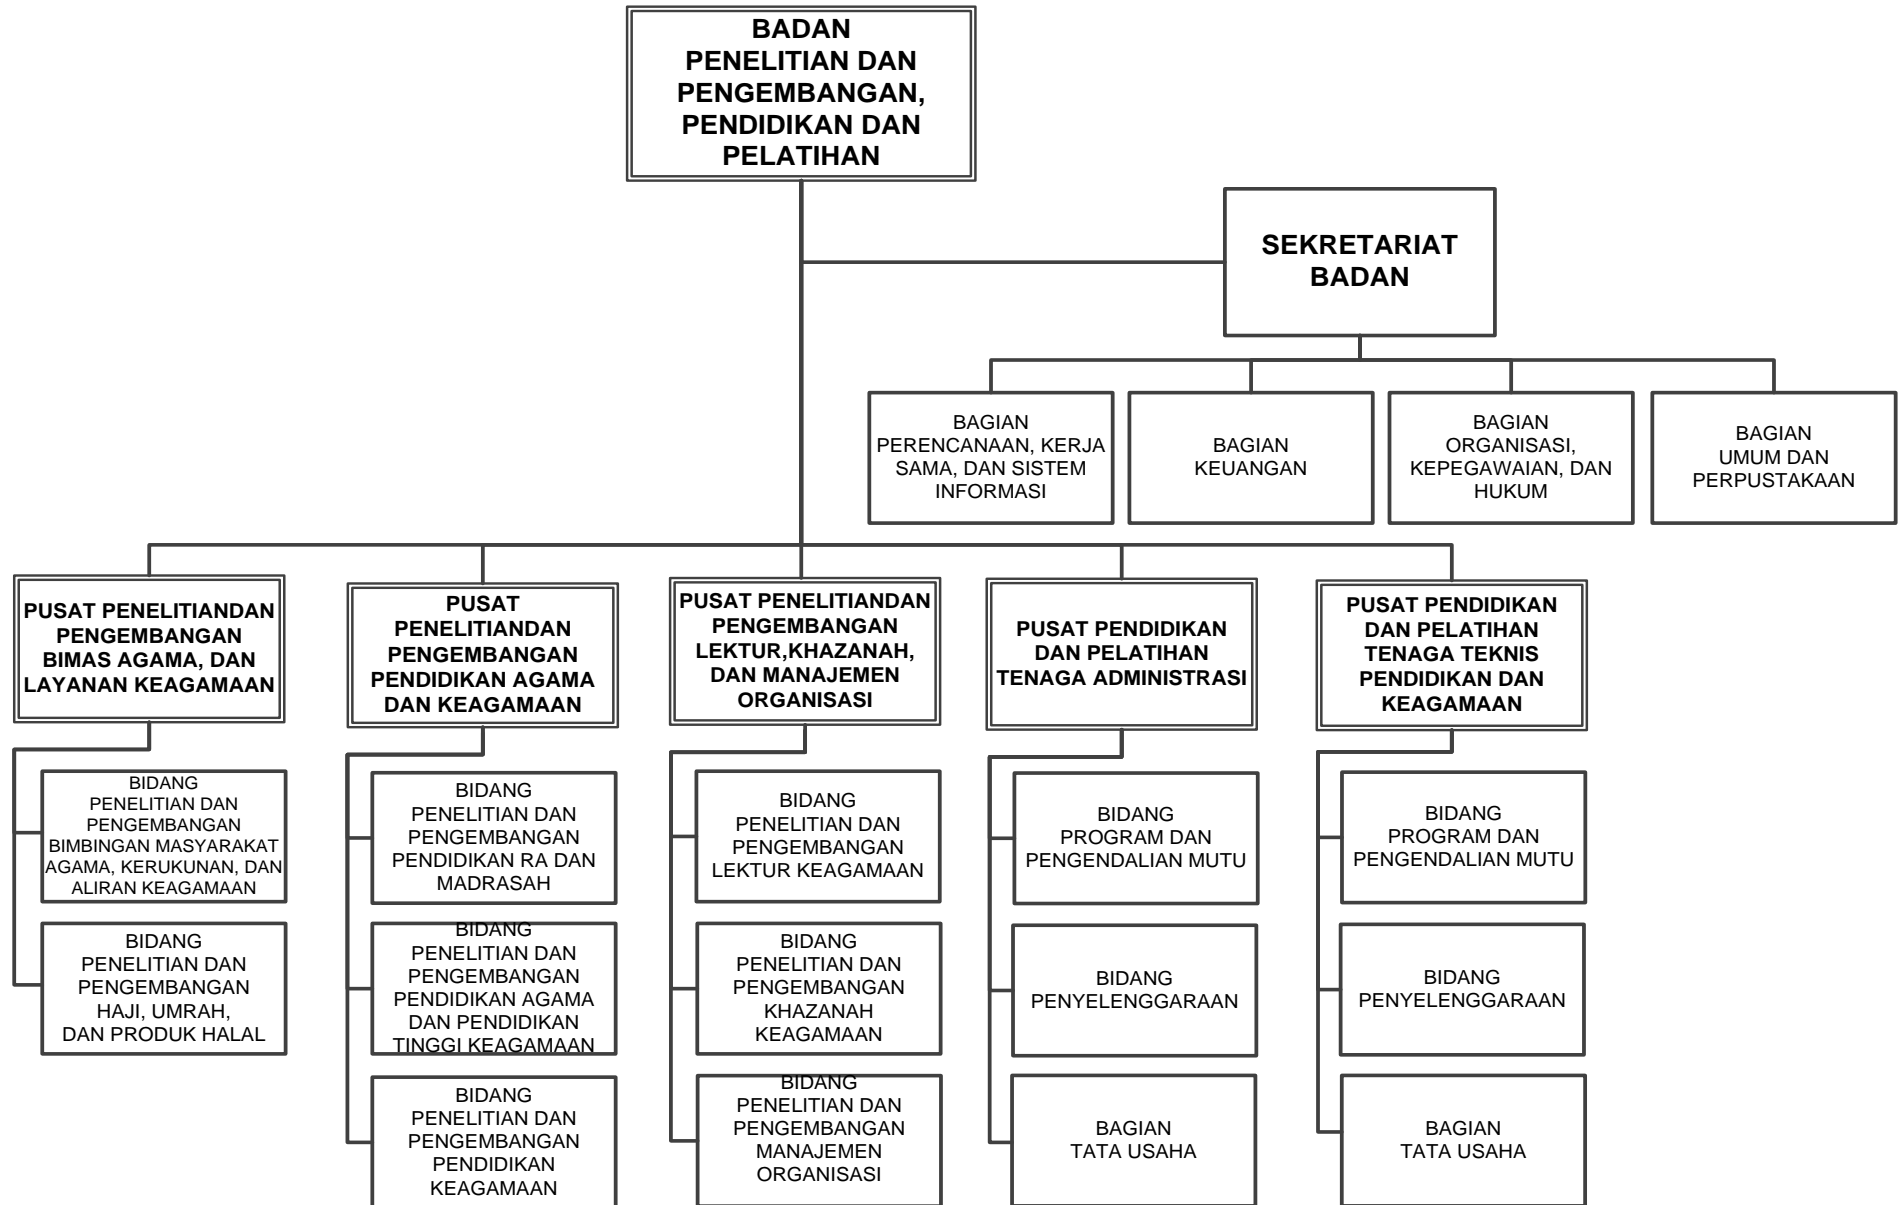 BADAN
PENELITIAN DAN
PENGEMBANGAN,
PENDIDIKAN DAN
PELATIHAN
SEKRETARIAT
BADAN
BAGIAN
PERENCANAAN, KERJA
SAMA, DAN SISTEM
INFORMASI
BAGIAN
KEUANGAN
BAGIAN
ORGANISASI,
KEPEGAWAIAN, DAN
HUKUM
BAGIAN
UMUM DAN
PERPUSTAKAAN
PUSAT PENELITIANDAN
PENGEMBANGAN
BIMAS AGAMA, DAN
LAYANAN KEAGAMAAN
PUSAT
PENELITIANDAN
PENGEMBANGAN
PENDIDIKAN AGAMA
DAN KEAGAMAAN
PUSAT PENELITIANDAN
PENGEMBANGAN
LEKTUR,KHAZANAH,
DAN MANAJEMEN
ORGANISASI
PUSAT PENDIDIKAN
DAN PELATIHAN
TENAGA ADMINISTRASI
PUSAT PENDIDIKAN
DAN PELATIHAN
TENAGA TEKNIS
PENDIDIKAN DAN
KEAGAMAAN
BIDANG
PENELITIAN DAN
PENGEMBANGAN
BIMBINGAN MASYARAKAT
AGAMA, KERUKUNAN, DAN
ALIRAN KEAGAMAAN
BIDANG
PENELITIAN DAN
PENGEMBANGAN
PENDIDIKAN RA DAN
MADRASAH
BIDANG
PENELITIAN DAN
PENGEMBANGAN
LEKTUR KEAGAMAAN
BIDANG
PROGRAM DAN
PENGENDALIAN MUTU
BIDANG
PROGRAM DAN
PENGENDALIAN MUTU
BIDANG
PENELITIAN DAN
PENGEMBANGAN
HAJI, UMRAH,
DAN PRODUK HALAL
BIDANG
PENELITIAN DAN
PENGEMBANGAN
PENDIDIKAN AGAMA
DAN PENDIDIKAN
TINGGI KEAGAMAAN
BIDANG
PENELITIAN DAN
PENGEMBANGAN
KHAZANAH
KEAGAMAAN
BIDANG
PENYELENGGARAAN
BIDANG
PENYELENGGARAAN
BIDANG
PENELITIAN DAN
PENGEMBANGAN
PENDIDIKAN
KEAGAMAAN
BIDANG
PENELITIAN DAN
PENGEMBANGAN
MANAJEMEN
ORGANISASI
BAGIAN
TATA USAHA
BAGIAN
TATA USAHA